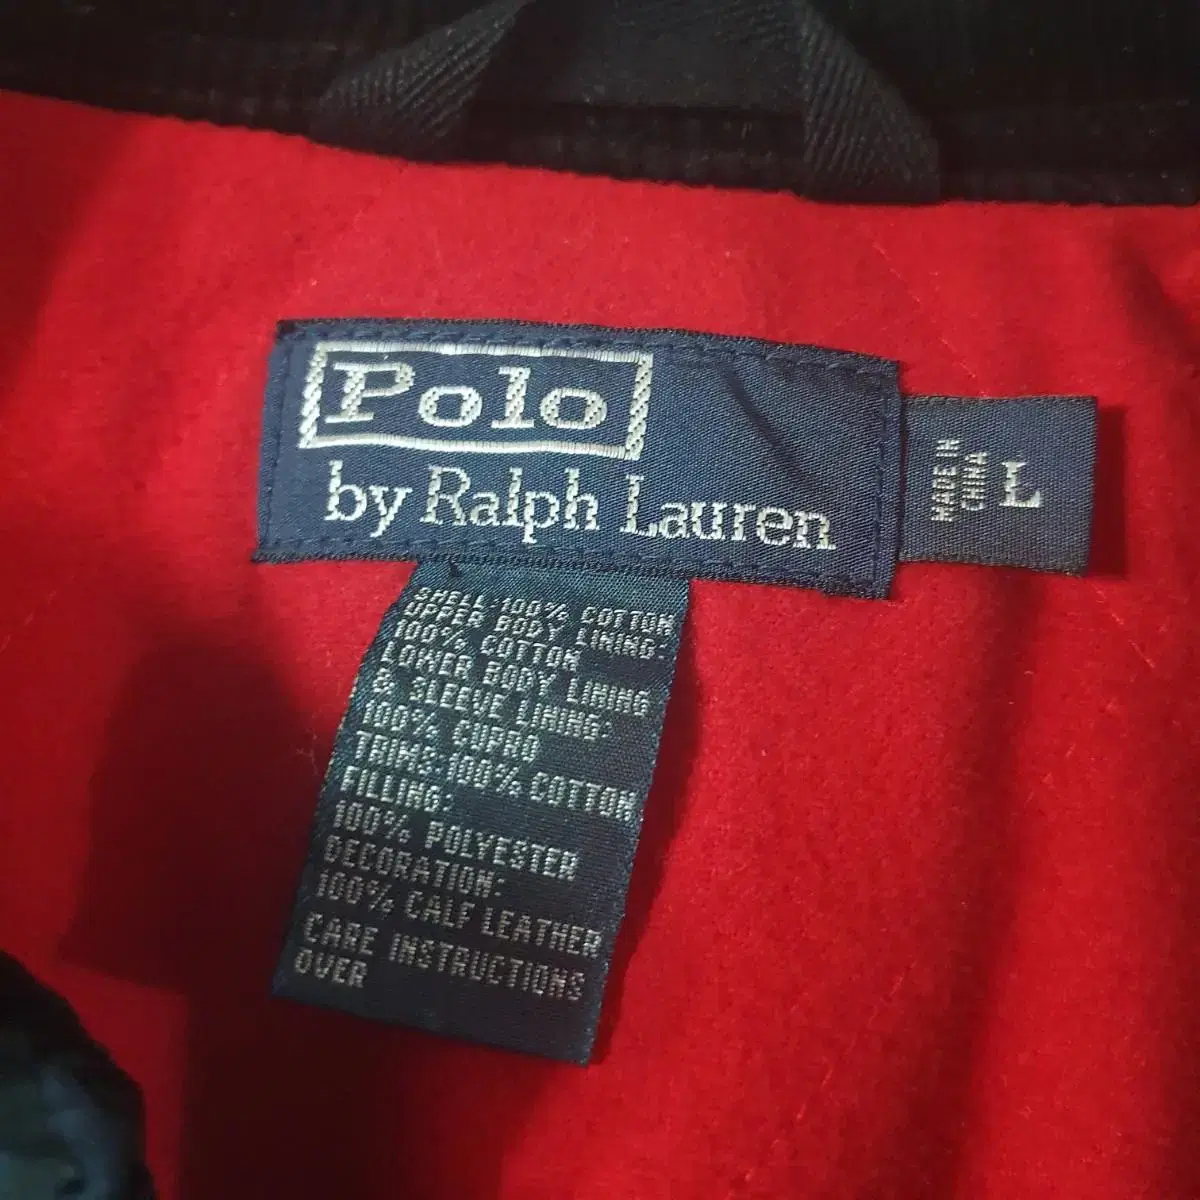 Polo
by Ralph Lauren
MADE IN
CHINA
L
SHELL:100% COTTON
UPPER BODY LINING:
100% COTTON
LOWER BODY LINING
& SLEEVE LINING:
100% CUPRO
TRIMS:100% COTTON
FILLING:
100% POLYESTER
DECORATION:
100% CALF LEATHER
CARE INSTRUCTIONS
OVER